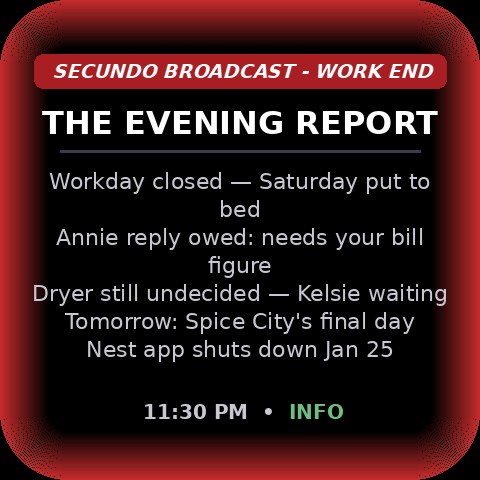 SECUNDO BROADCAST - WORK END
THE EVENING REPORT
Workday closed — Saturday put to
bed
Annie reply owed: needs your bill
figure
Dryer still undecided — Kelsie waiting
Tomorrow: Spice City's final day
Nest app shuts down Jan 25
11:30 PM • INFO